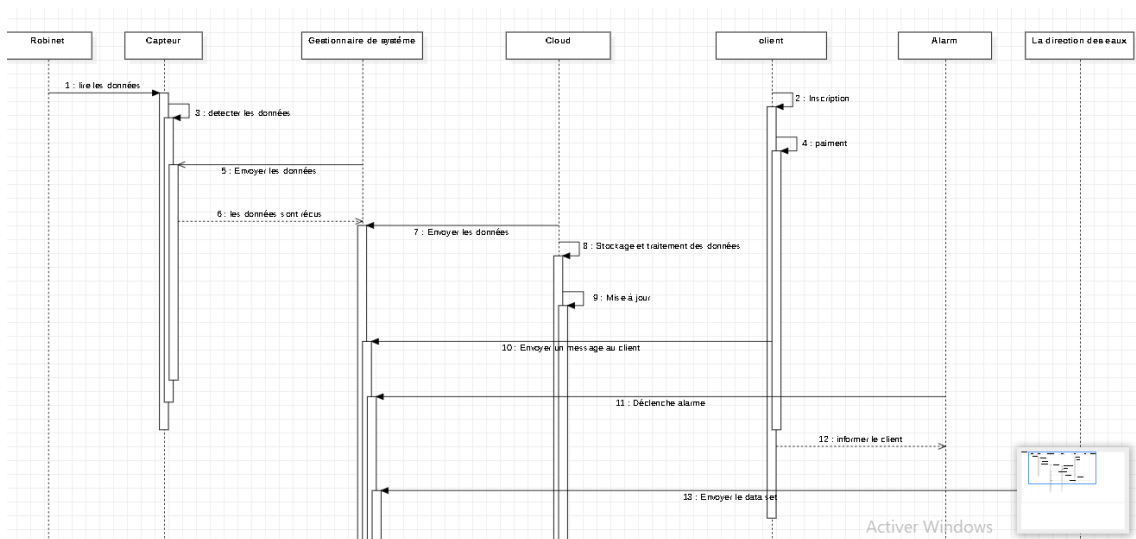 Robinet
Capteur
Gestionnaire de systéme
Cloud
client
Alarm
La direction des eaux
1 : lire les données
2 : Inscription
3 : detecter les données
4 : paiment
5 : Envoyer les données
6 : les données sont récus
7 : Envoyer les données
8 : Stockage et traitement des données
9 : Mise à jour
10 : Envoyer un message au client
11 : Déclenche alarme
12 : informer le client
13 : Envoyer le data set
Activer Windows